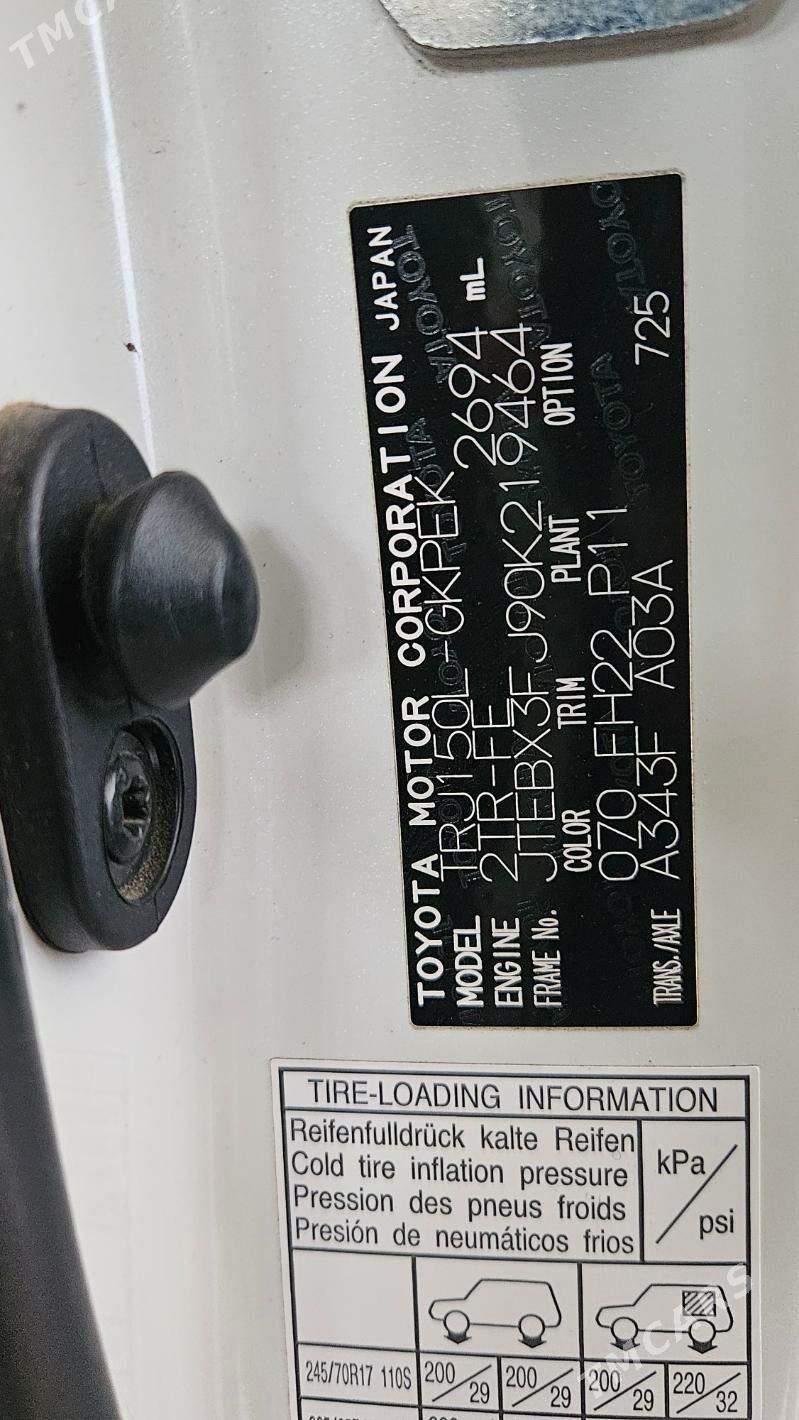 TMCARS
TOYOTA MOTOR CORPORATION JAPAN
MODEL TRJ150L-GKPEK
ENGINE 2TR-FE 2694 mL
FRAME No. JTEBX3FJ90K219464
COLOR TRIM PLANT OPTION
070 FH22 P11
TRANS./AXLE A343F A03A 725
TIRE-LOADING INFORMATION
Reifenfülldrück kalte Reifen
Cold tire inflation pressure
Pression des pneus froids
Presión de neumáticos frios
kPa/psi
245/70R17 110S 200/29 200/29 200/29 220/32
TMCARS